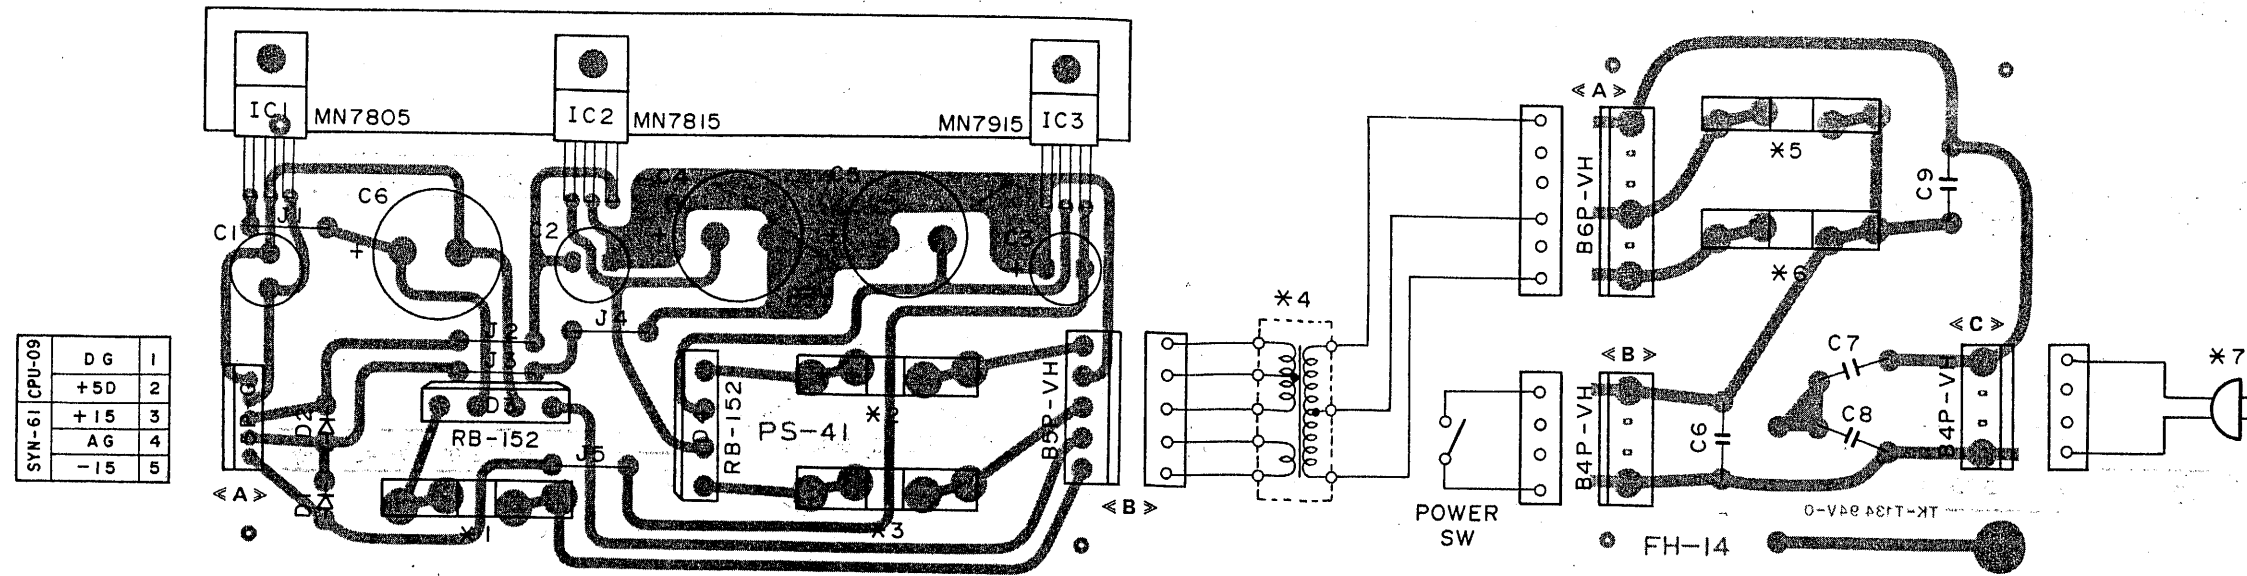 IC1 MN7805
IC2 MN7815
MN7915 IC3
C1
J1
C6
+
C2
C4
+
C5
C3
+
J2
J3
J4
J5
D2
D1
RB-152
RB-152
PS-41
*1
*2
*3
B5P-VH
«A»
«B»
SYN-61 CPU-09
DG 1
+5D 2
+15 3
AG 4
-15 5
*4
POWER
SW
«A»
B6P-VH
*5
*6
C9
«B»
B4P-VH
C6
C7
C8
«C»
B4P-VH
*7
TK-T134 94V-0
FH-14